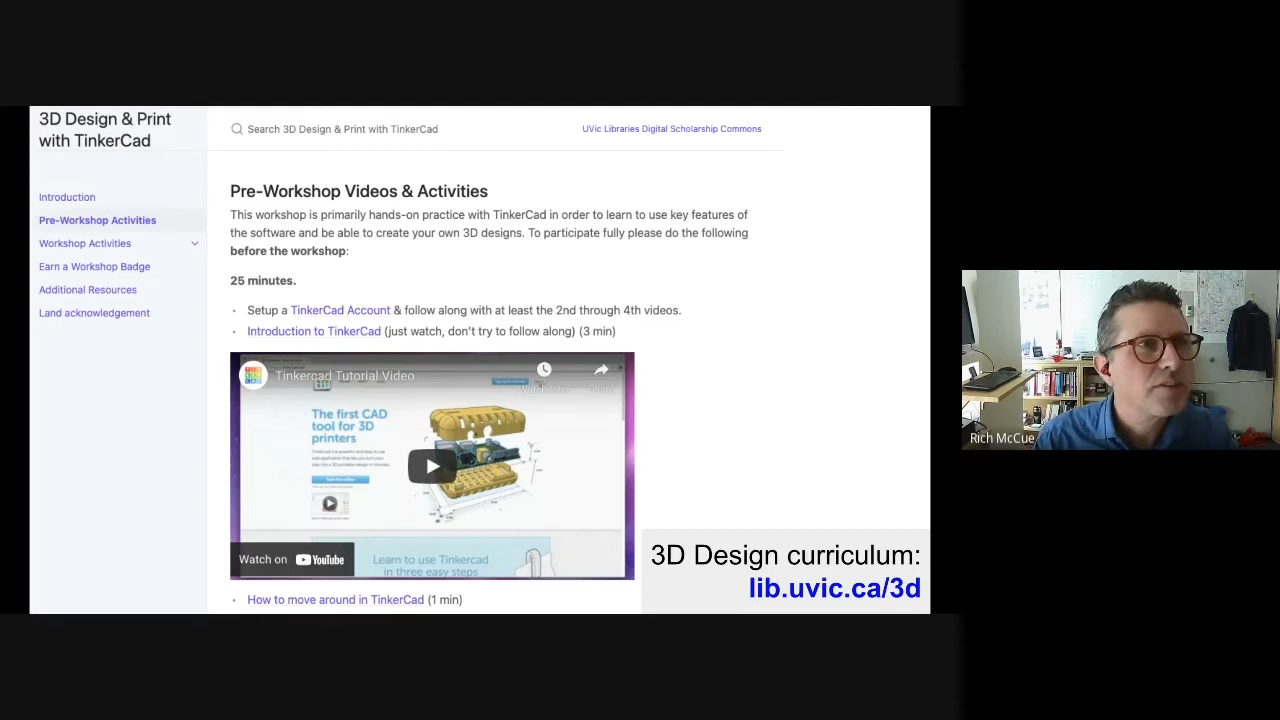 3D Design & Print
with TinkerCad
Search 3D Design & Print with TinkerCad
UVic Libraries Digital Scholarship Commons
Introduction
Pre-Workshop Activities
Workshop Activities
Earn a Workshop Badge
Additional Resources
Land acknowledgement
Pre-Workshop Videos & Activities
This workshop is primarily hands-on practice with TinkerCad in order to learn to use key features of
the software and be able to create your own 3D designs. To participate fully please do the following
before the workshop:
25 minutes.
Setup a TinkerCad Account & follow along with at least the 2nd through 4th videos.
Introduction to TinkerCad (just watch, don't try to follow along) (3 min)
Tinkercad Tutorial Video
Watch later
Share
The first CAD
tool for 3D
printers
Watch on YouTube
Learn to use Tinkercad
in three easy steps
How to move around in TinkerCad (1 min)
3D Design curriculum:
lib.uvic.ca/3d
Rich McCue